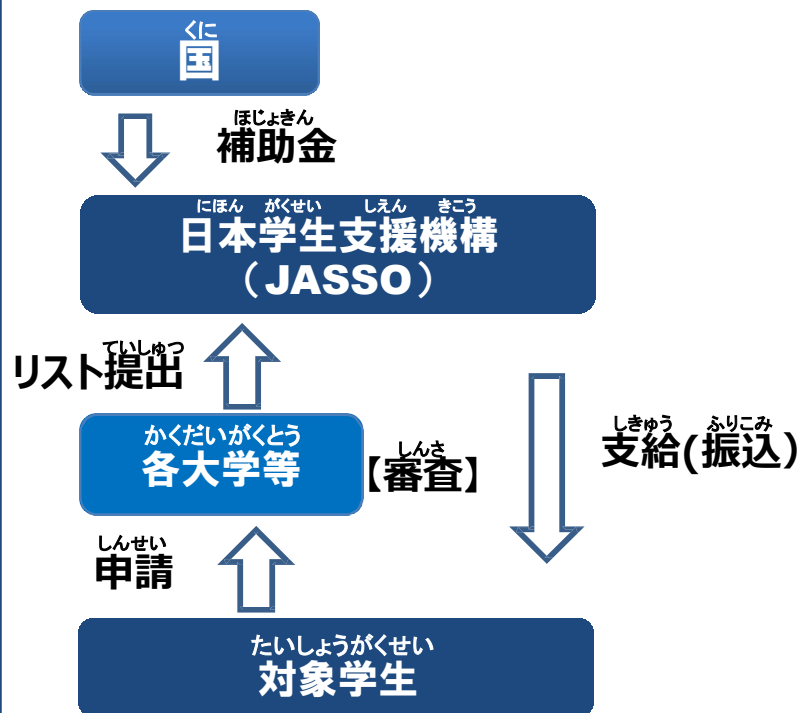 くに
国
ほじょきん
補助金
にほん がくせい しえん きこう
日本学生支援機構
（JASSO）
ていしゅつ
リスト提出
しきゅう ふりこみ
支給(振込）
かくだいがくとう
各大学等
しんさ
【審査】
しんせい
申請
たいしょうがくせい
対象学生